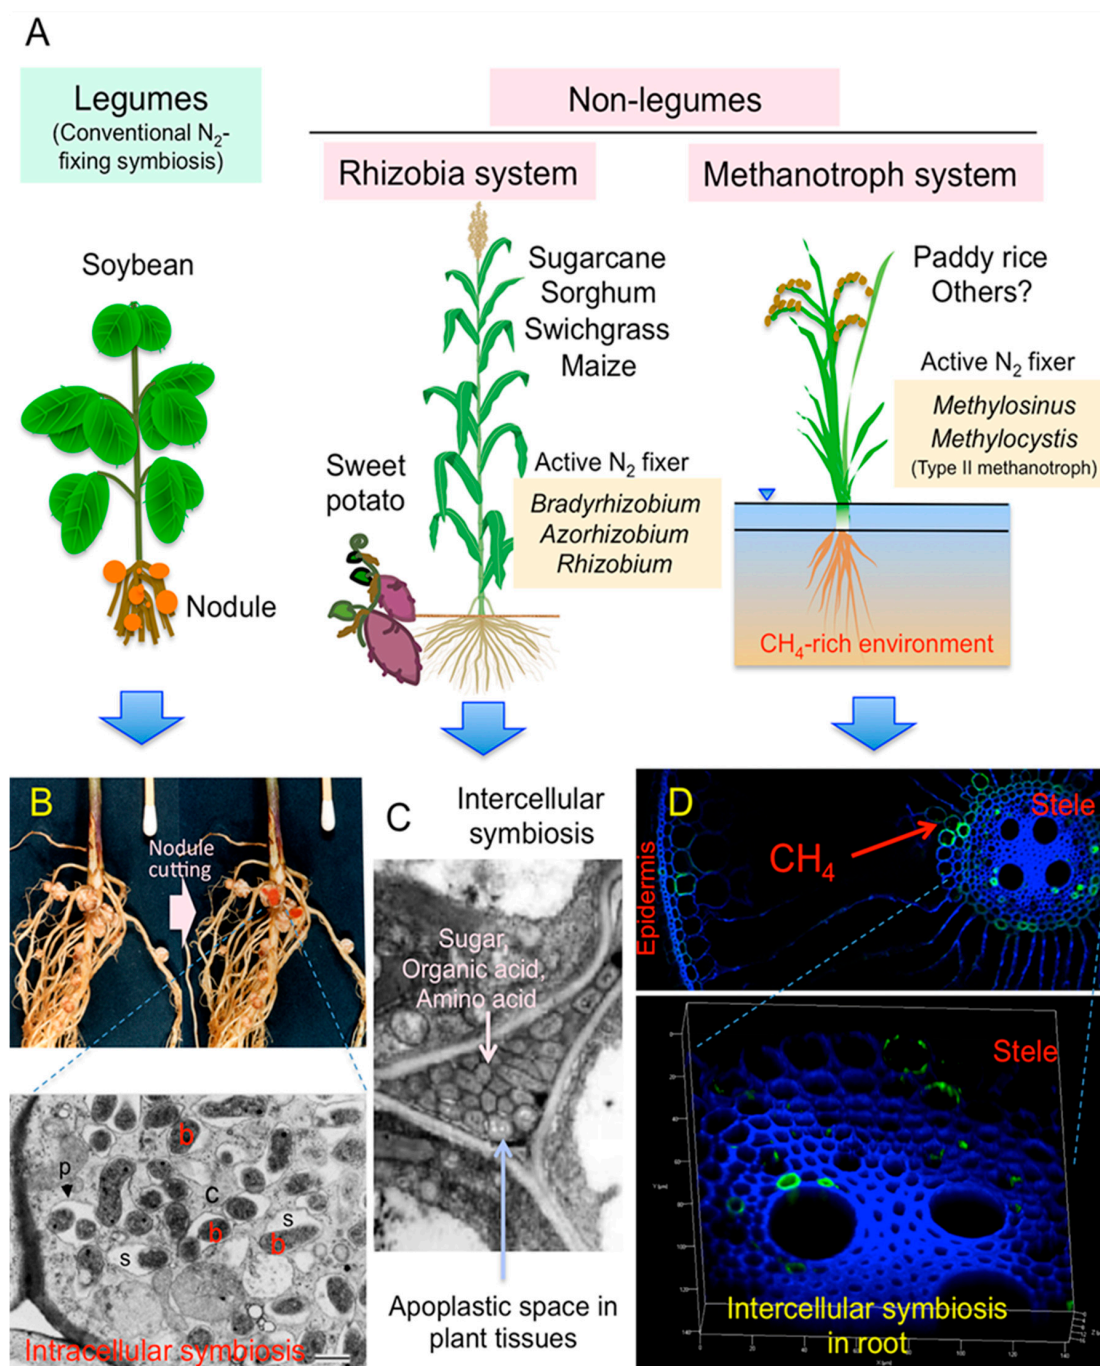 A
Legumes
(Conventional N₂-
fixing symbiosis)
Non-legumes
Rhizobia system
Methanotroph system
Soybean
Nodule
Sugarcane
Sorghum
Swichgrass
Maize
Sweet
potato
Active N₂ fixer
Bradyrhizobium
Azorhizobium
Rhizobium
Paddy rice
Others?
Active N₂ fixer
Methylosinus
Methylocystis
(Type II methanotroph)
CH₄-rich environment
B
Nodule
cutting
b
p
c
s
b
b
s
Intracellular symbiosis
C
Intercellular
symbiosis
Sugar,
Organic acid,
Amino acid
Apoplastic space in
plant tissues
D
Stele
CH₄
Epidermis
Stele
Intercellular symbiosis
in root